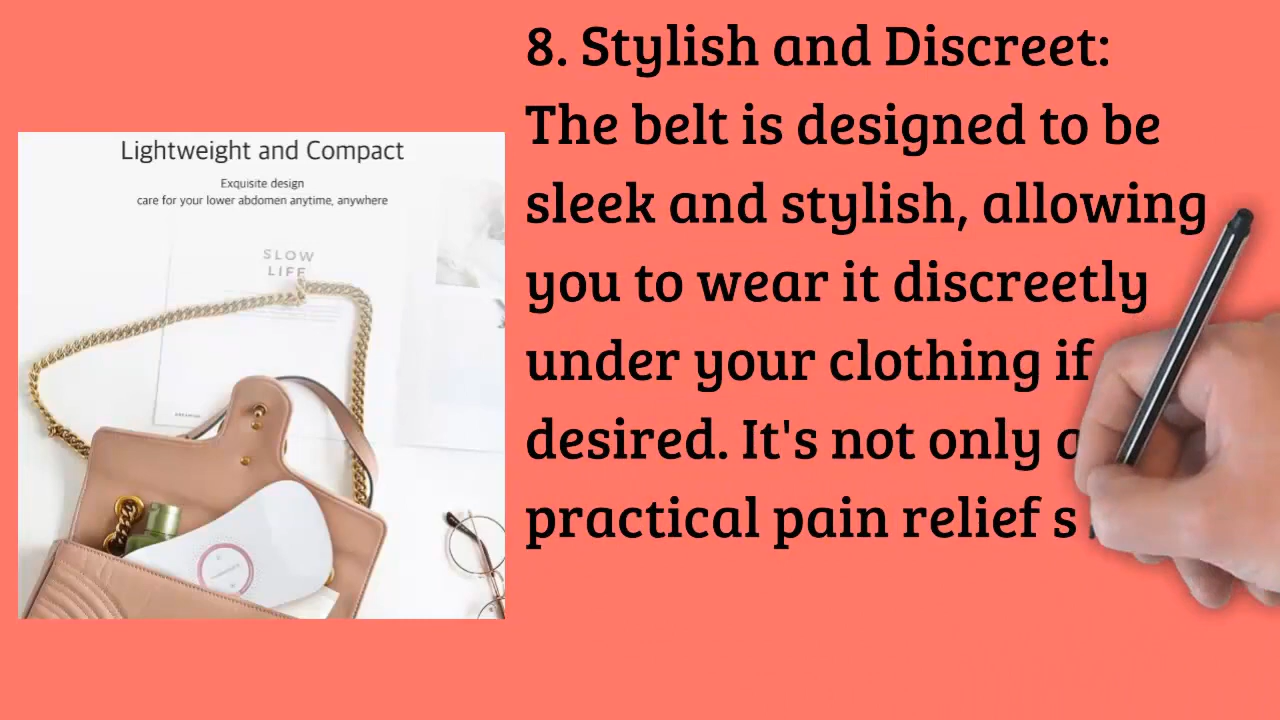 8. Stylish and Discreet:
The belt is designed to be
sleek and stylish, allowing
you to wear it discreetly
under your clothing if
desired. It's not only
practical pain relief s
Lightweight and Compact
Exquisite design
care for your lower abdomen anytime, anywhere
SLOW
LIFE